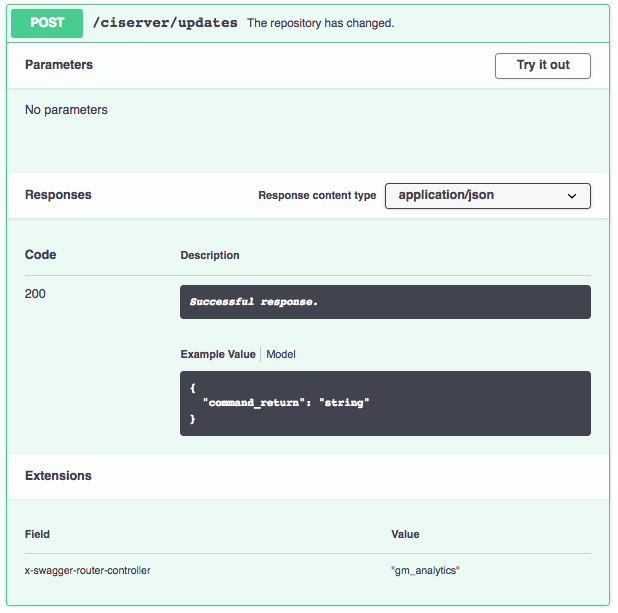 POST /ciserver/updates The repository has changed.
Parameters Try it out
No parameters
Responses Response content type application/json
Code Description
200 Successful response.
Example Value Model
{
"command_return": "string"
}
Extensions
Field Value
x-swagger-router-controller "gm_analytics"